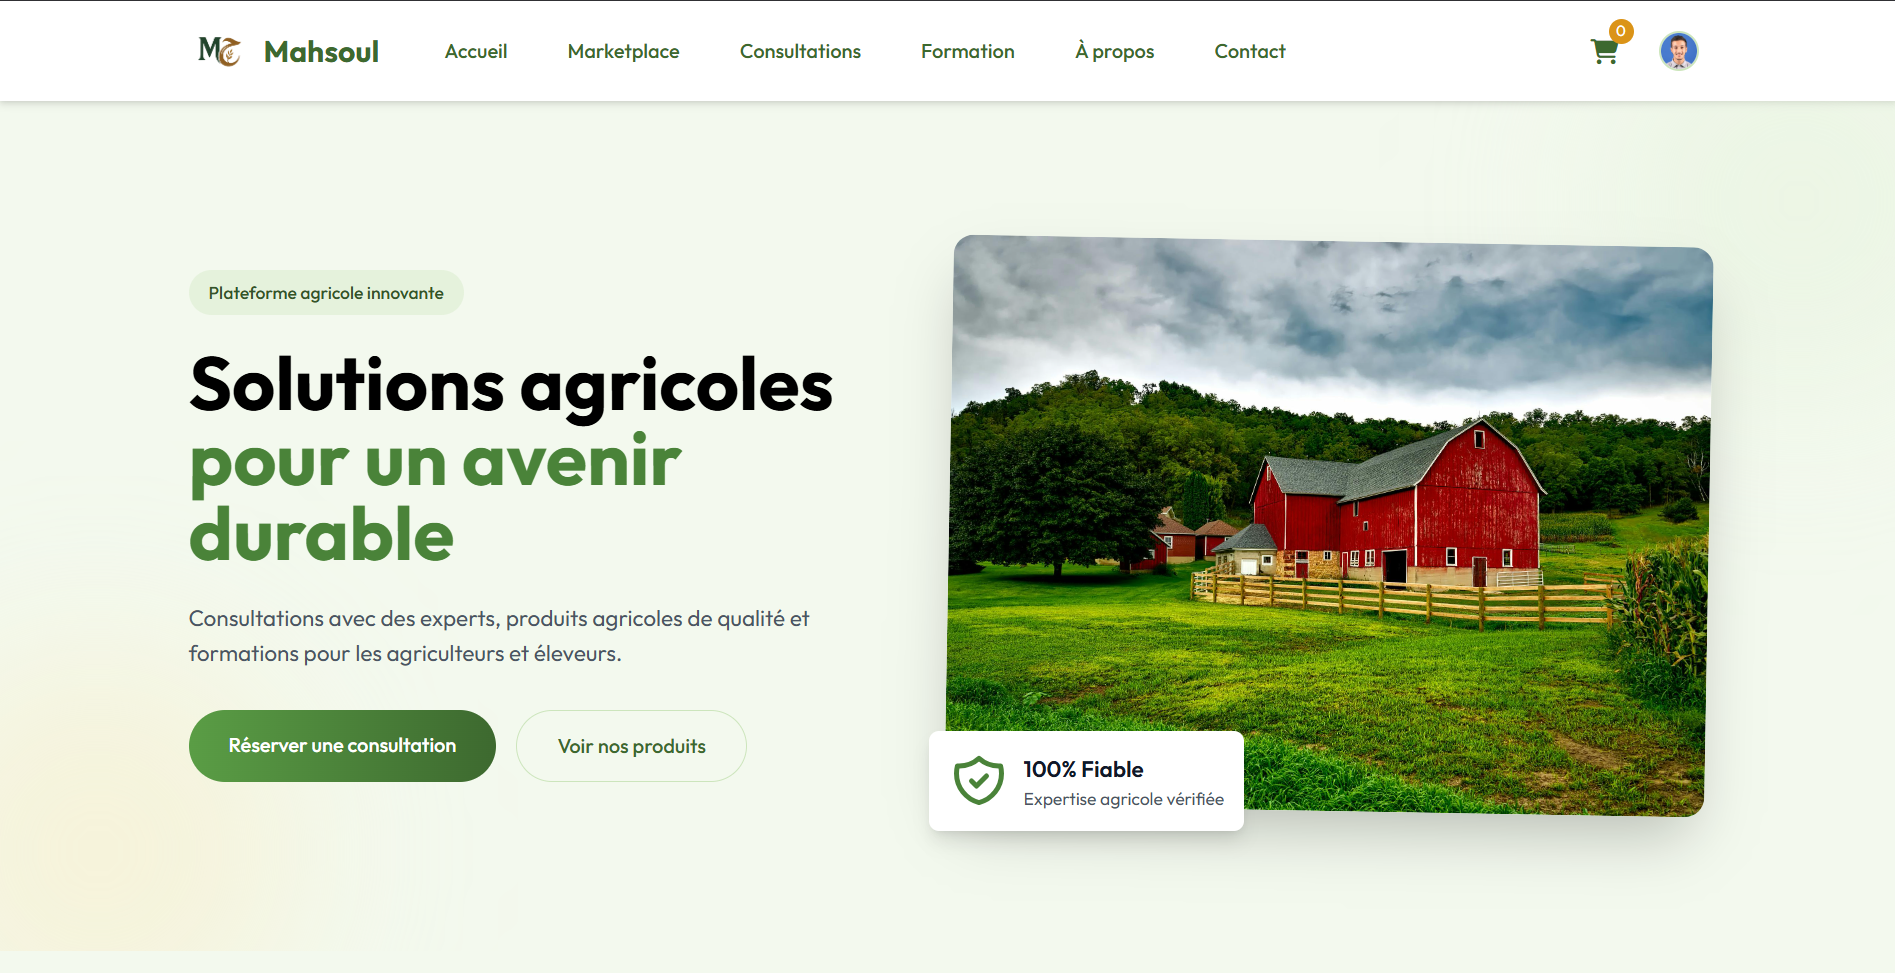 Mahsoul
Accueil
Marketplace
Consultations
Formation
À propos
Contact
0
Plateforme agricole innovante
Solutions agricoles
pour un avenir
durable
Consultations avec des experts, produits agricoles de qualité et
formations pour les agriculteurs et éleveurs.
Réserver une consultation
Voir nos produits
100% Fiable
Expertise agricole vérifiée